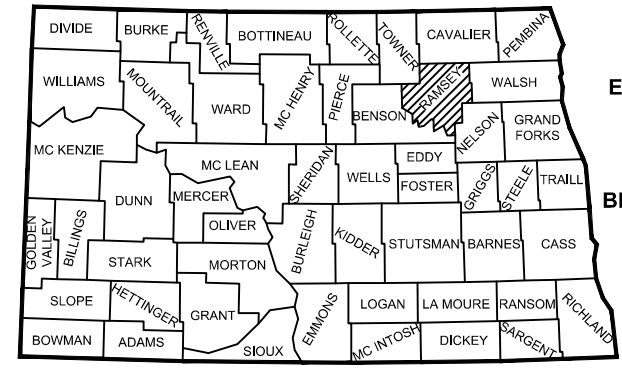 DIVIDE
BURKE
RENVILLE
BOTTINEAU
ROLLETTE
TOWNER
CAVALIER
PEMBINA
WILLIAMS
MOUNTRAIL
WARD
MC HENRY
PIERCE
BENSON
RAMSEY
WALSH
E
NELSON
GRAND
FORKS
MC KENZIE
MC LEAN
SHERIDAN
WELLS
EDDY
FOSTER
GRIGGS
STEELE
TRAILL
DUNN
MERCER
OLIVER
GOLDEN
VALLEY
BILLINGS
STARK
MORTON
BURLEIGH
KIDDER
STUTSMAN
BARNES
CASS
SLOPE
HETTINGER
GRANT
EMMONS
LOGAN
LA MOURE
RANSOM
RICHLAND
BOWMAN
ADAMS
SIOUX
MC INTOSH
DICKEY
SARGENT